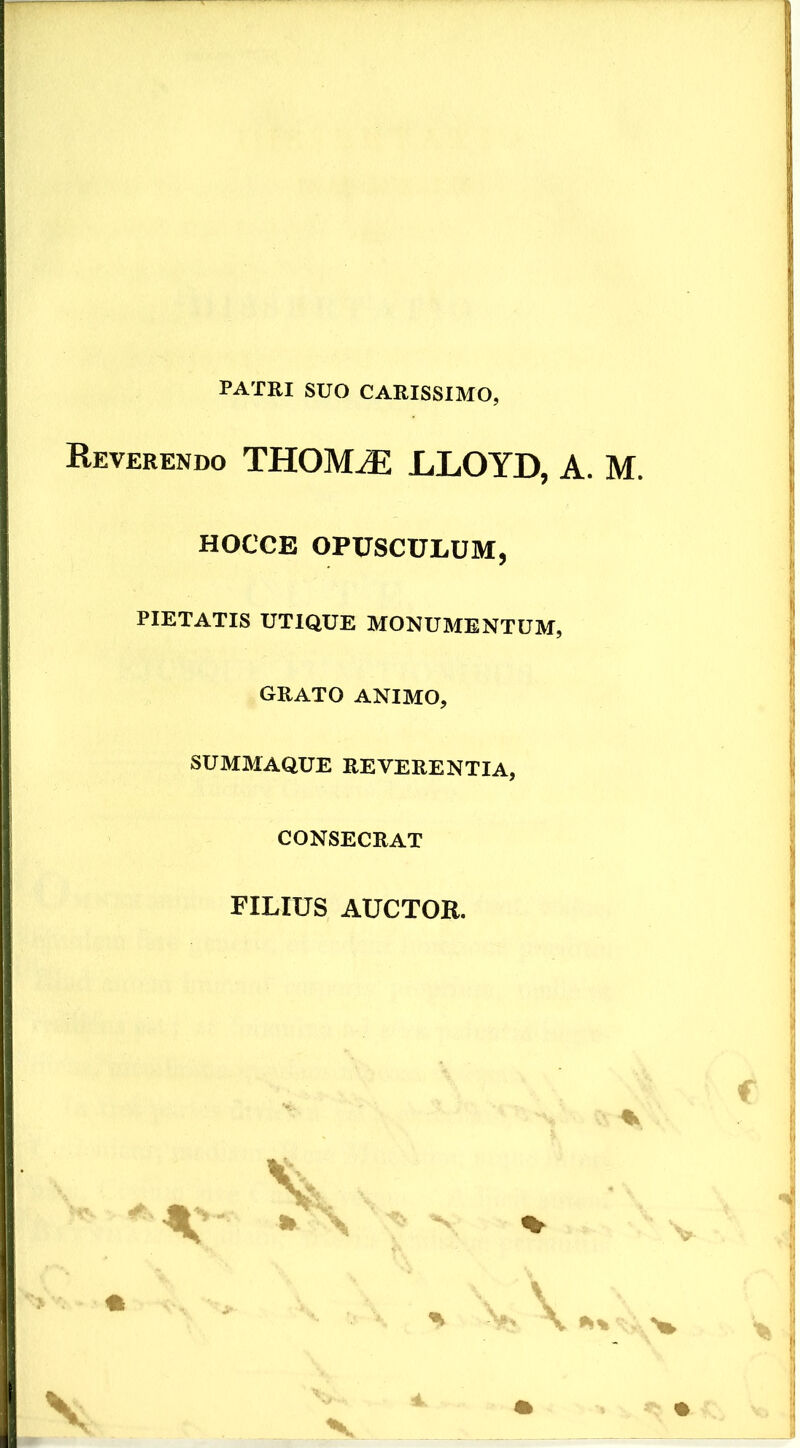 PATRI SUO CARISSIMO,
REVERENDO THOMÆ LLOYD, A. M.
HOCCE OPUSCULUM,
PIETATIS UTIQUE MONUMENTUM,
GRATO ANIMO,
SUMMAQUE REVERENTIA,
CONSECRAT
FILIUS AUCTOR.